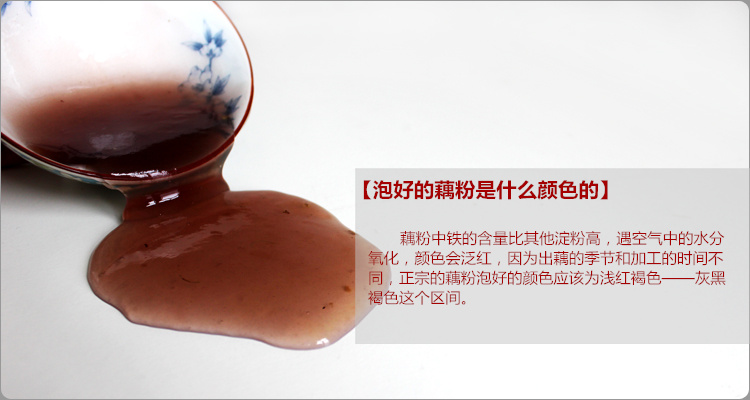 【泡好的藕粉是什么颜色的】
藕粉中铁的含量比其他淀粉高，遇空气中的水分
氧化，颜色会泛红，因为出藕的季节和加工的时间不
同，正宗的藕粉泡好的颜色应该为浅红褐色——灰黑
褐色这个区间。